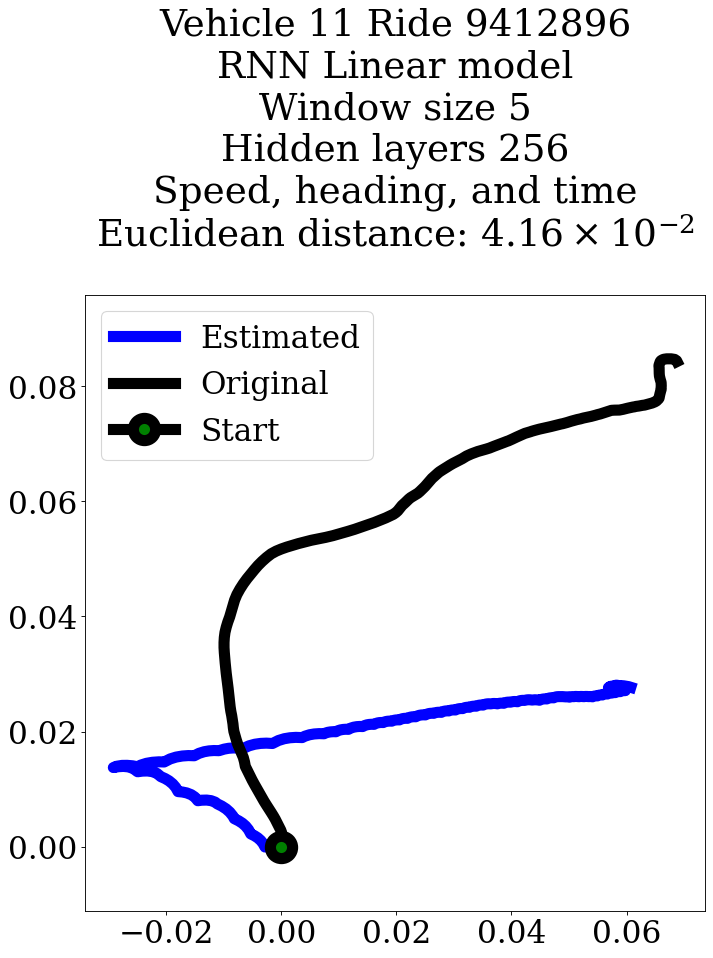 Vehicle 11 Ride 9412896
RNN Linear model
Window size 5
Hidden layers 256
Speed, heading, and time
Euclidean distance: 4.16 × 10⁻²
Estimated
Original
Start
0.08
0.06
0.04
0.02
0.00
−0.02 0.00 0.02 0.04 0.06